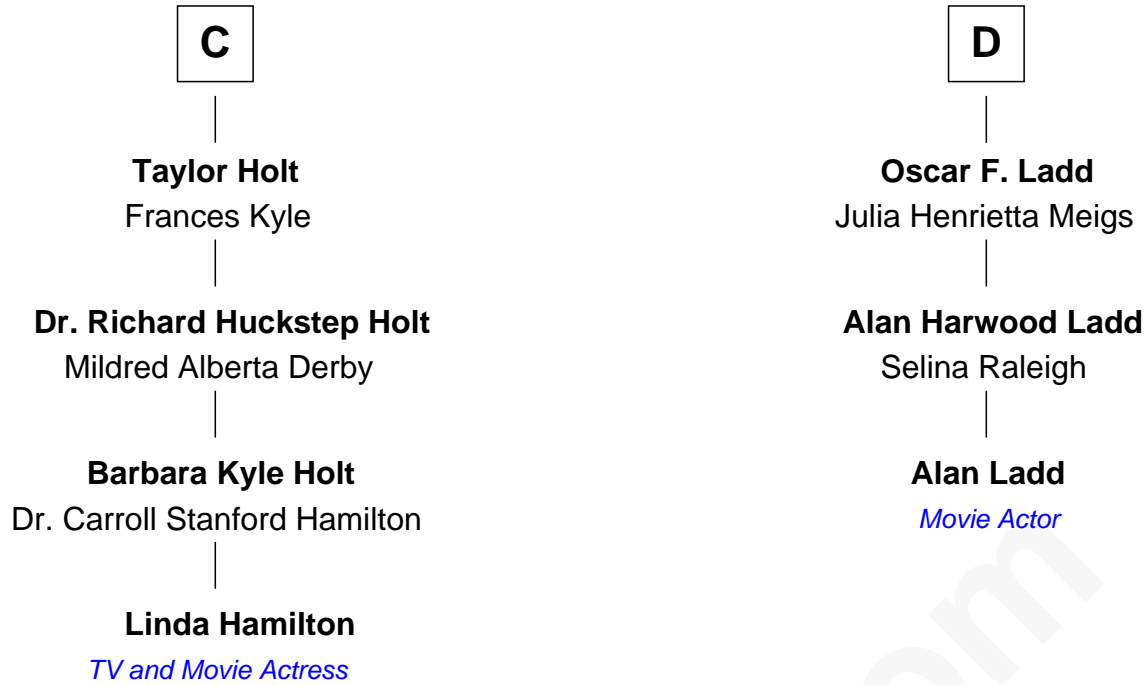 C
Taylor Holt
Frances Kyle
Dr. Richard Huckstep Holt
Mildred Alberta Derby
Barbara Kyle Holt
Dr. Carroll Stanford Hamilton
Linda Hamilton
TV and Movie Actress
D
Oscar F. Ladd
Julia Henrietta Meigs
Alan Harwood Ladd
Selina Raleigh
Alan Ladd
Movie Actor
om